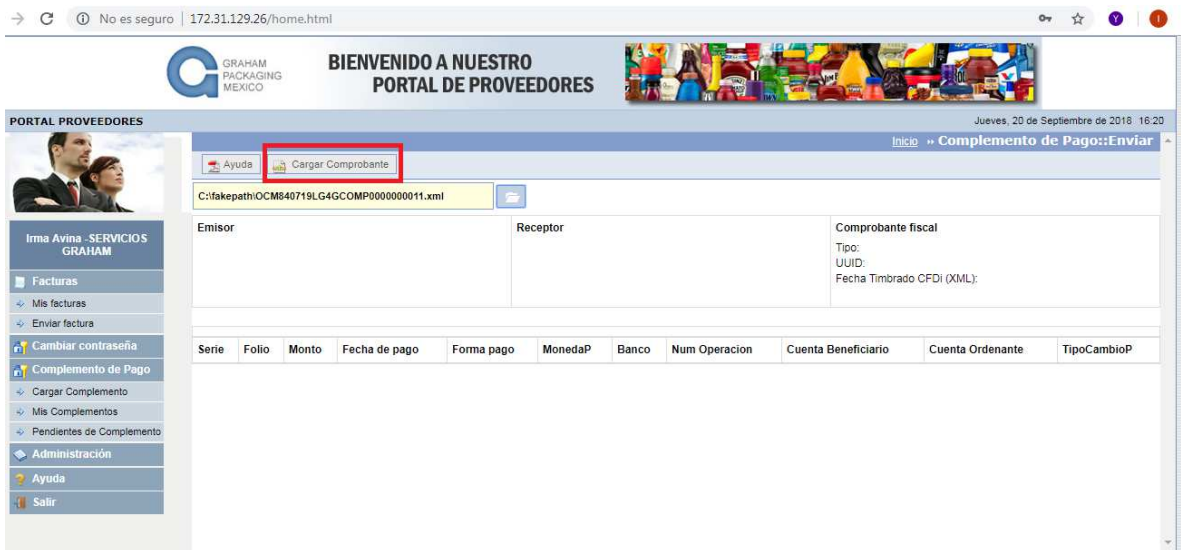 No es seguro | 172.31.129.26/home.html
Y
I
GRAHAM
PACKAGING
MEXICO
BIENVENIDO A NUESTRO
PORTAL DE PROVEEDORES
PORTAL PROVEEDORES
Jueves, 20 de Septiembre de 2018 16:20
Inicio » Complemento de Pago::Enviar
Ayuda
Cargar Comprobante
C:\fakepath\OCM840719LG4GCOMP0000000011.xml
Irma Avina -SERVICIOS
GRAHAM
Facturas
Mis facturas
Enviar factura
Cambiar contraseña
Complemento de Pago
Cargar Complemento
Mis Complementos
Pendientes de Complemento
Administración
Ayuda
Salir
Emisor
Receptor
Comprobante fiscal
Tipo:
UUID:
Fecha Timbrado CFDi (XML):
Serie Folio Monto Fecha de pago Forma pago MonedaP Banco Num Operacion Cuenta Beneficiario Cuenta Ordenante TipoCambioP